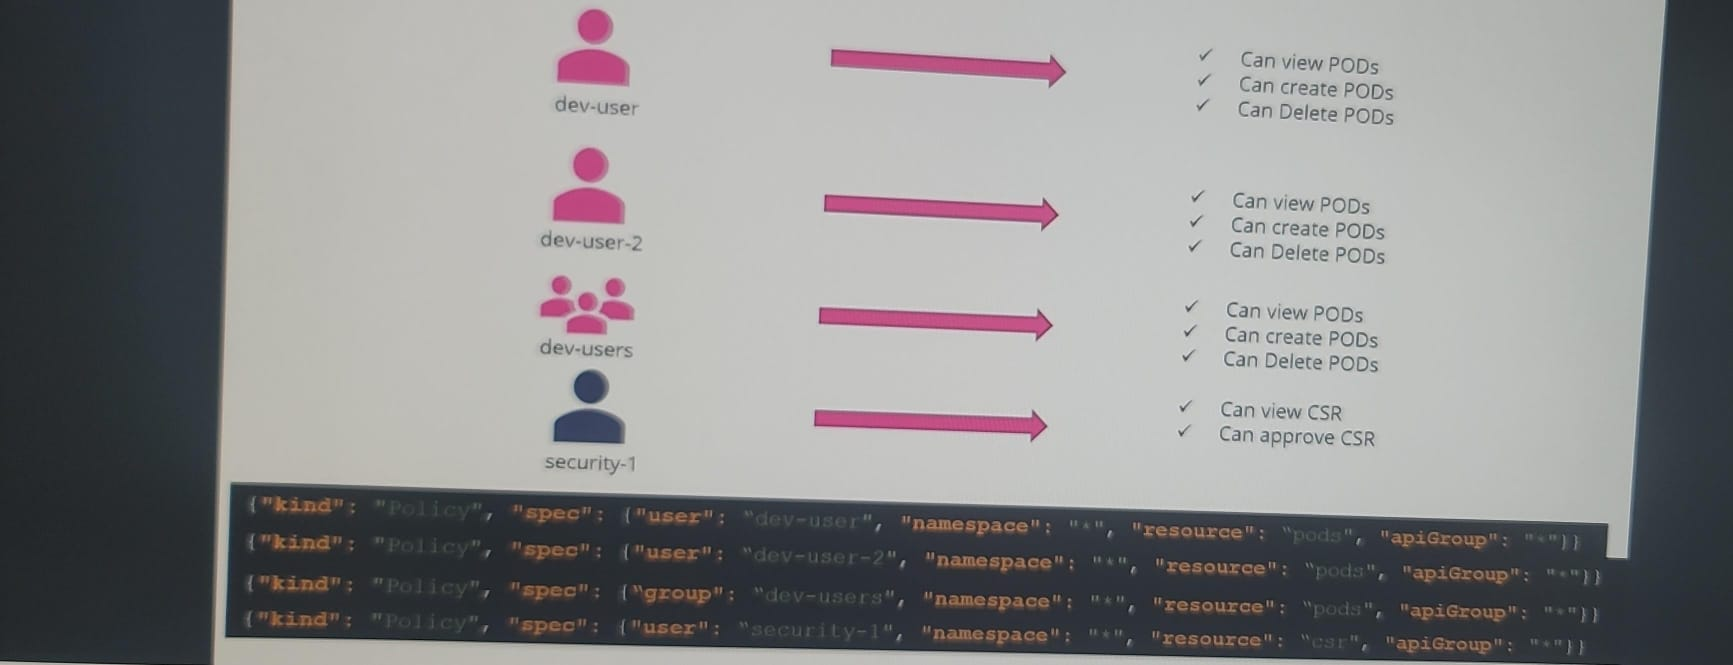 dev-user
Can view PODs
Can create PODs
Can Delete PODs
dev-user-2
Can view PODs
Can create PODs
Can Delete PODs
dev-users
Can view PODs
Can create PODs
Can Delete PODs
security-1
Can view CSR
Can approve CSR
{"kind": "Policy", "spec": {"user": "dev-user", "namespace": "*", "resource": "pods", "apiGroup": "*"}}
{"kind": "Policy", "spec": {"user": "dev-user-2", "namespace": "*", "resource": "pods", "apiGroup": "*"}}
{"kind": "Policy", "spec": {"group": "dev-users", "namespace": "*", "resource": "pods", "apiGroup": "*"}}
{"kind": "Policy", "spec": {"user": "security-1", "namespace": "*", "resource": "csr", "apiGroup": "*"}}